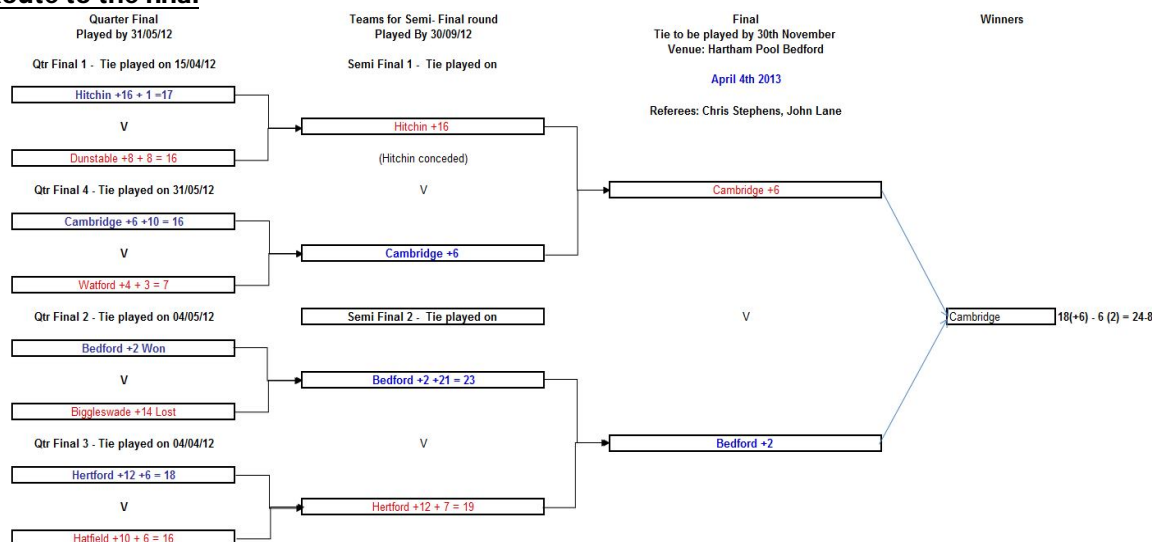 Route to the final
Quarter Final
Played by 31/05/12
Teams for Semi- Final round
Played By 30/09/12
Final
Tie to be played by 30th November
Venue: Hartham Pool Bedford
Winners
Qtr Final 1 - Tie played on 15/04/12
Semi Final 1 - Tie played on
April 4th 2013
Hitchin +16 + 1 =17
Referees: Chris Stephens, John Lane
V
Hitchin +16
Dunstable +8 + 8 = 16
(Hitchin conceded)
Qtr Final 4 - Tie played on 31/05/12
V
Cambridge +6
Cambridge +6 +10 = 16
V
Cambridge +6
Watford +4 + 3 = 7
Qtr Final 2 - Tie played on 04/05/12
Semi Final 2 - Tie played on
V
Cambridge
18(+6) - 6 (2) = 24-8
Bedford +2 Won
V
Bedford +2 +21 = 23
Biggleswade +14 Lost
Qtr Final 3 - Tie played on 04/04/12
V
Bedford +2
Hertford +12 +6 = 18
V
Hertford +12 + 7 = 19
Hatfield +10 + 6 = 16